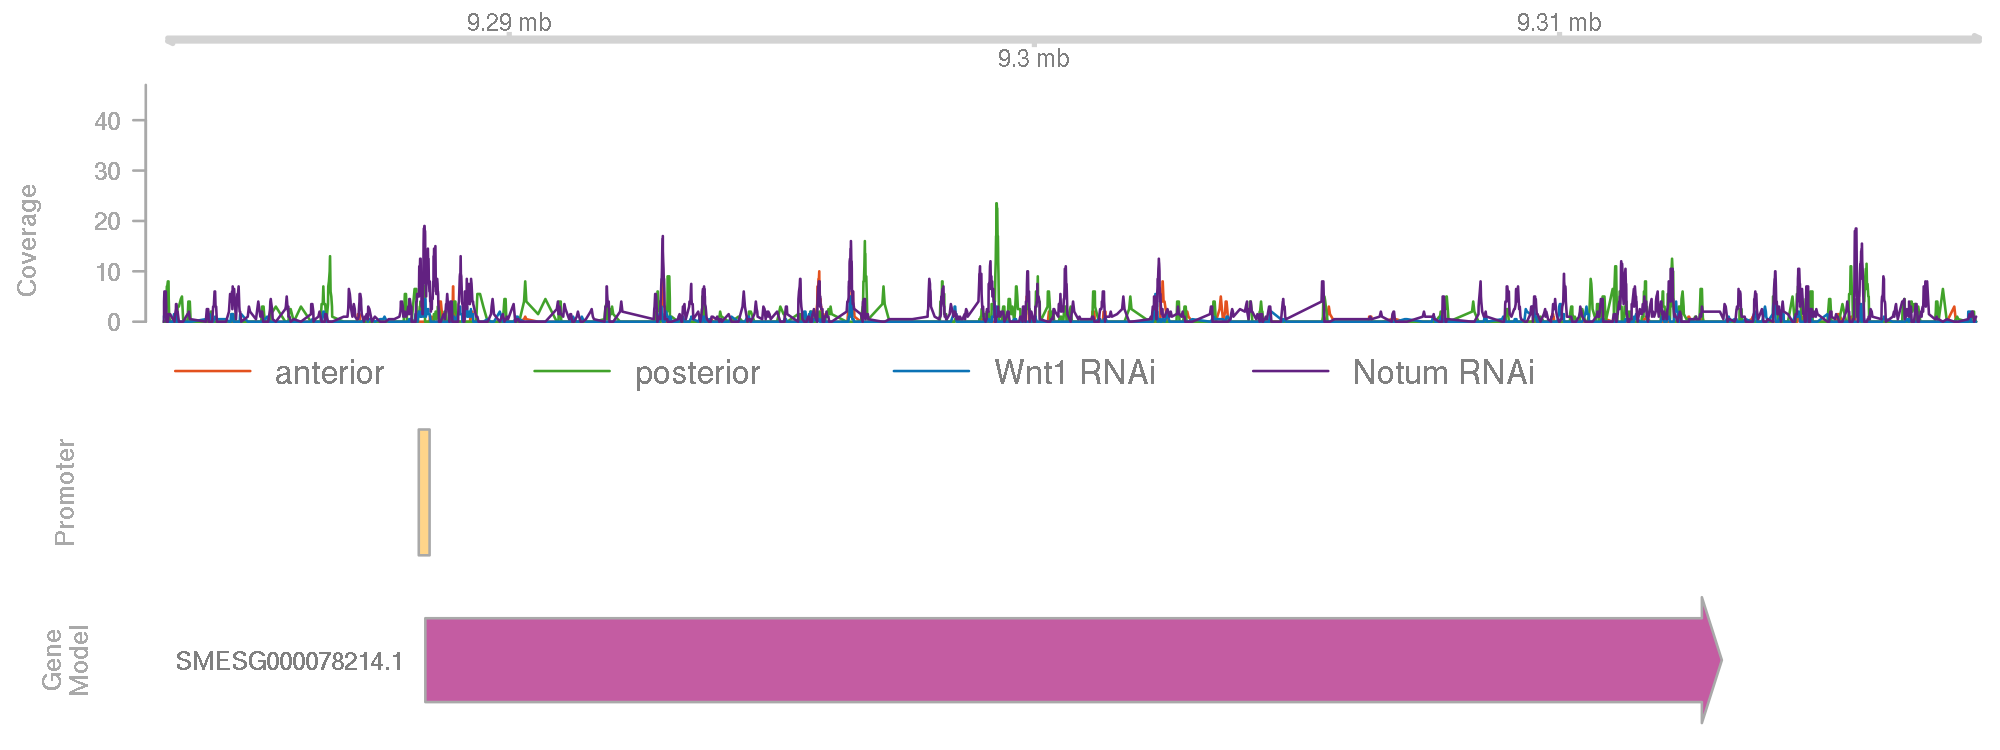 9.29 mb
9.31 mb
9.3 mb
Coverage
40
30
20
10
0
anterior
posterior
Wnt1 RNAi
Notum RNAi
Promoter
Gene
Model
SMESG000078214.1